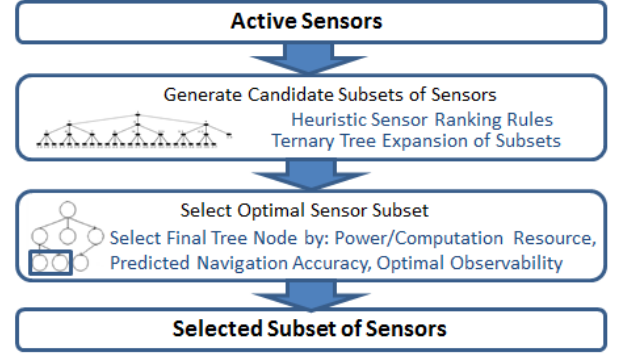 Active Sensors
Generate Candidate Subsets of Sensors
Heuristic Sensor Ranking Rules
Ternary Tree Expansion of Subsets
Select Optimal Sensor Subset
Select Final Tree Node by: Power/Computation Resource,
Predicted Navigation Accuracy, Optimal Observability
Selected Subset of Sensors